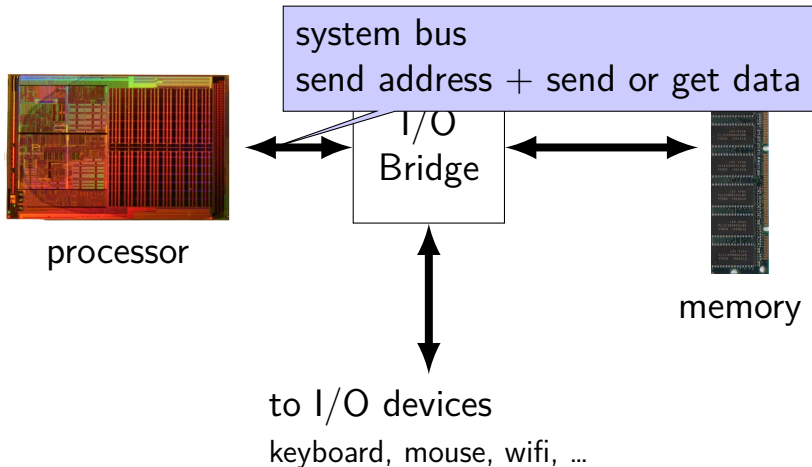 system bus
send address + send or get data
I/O
Bridge
processor
memory
to I/O devices
keyboard, mouse, wifi, ...